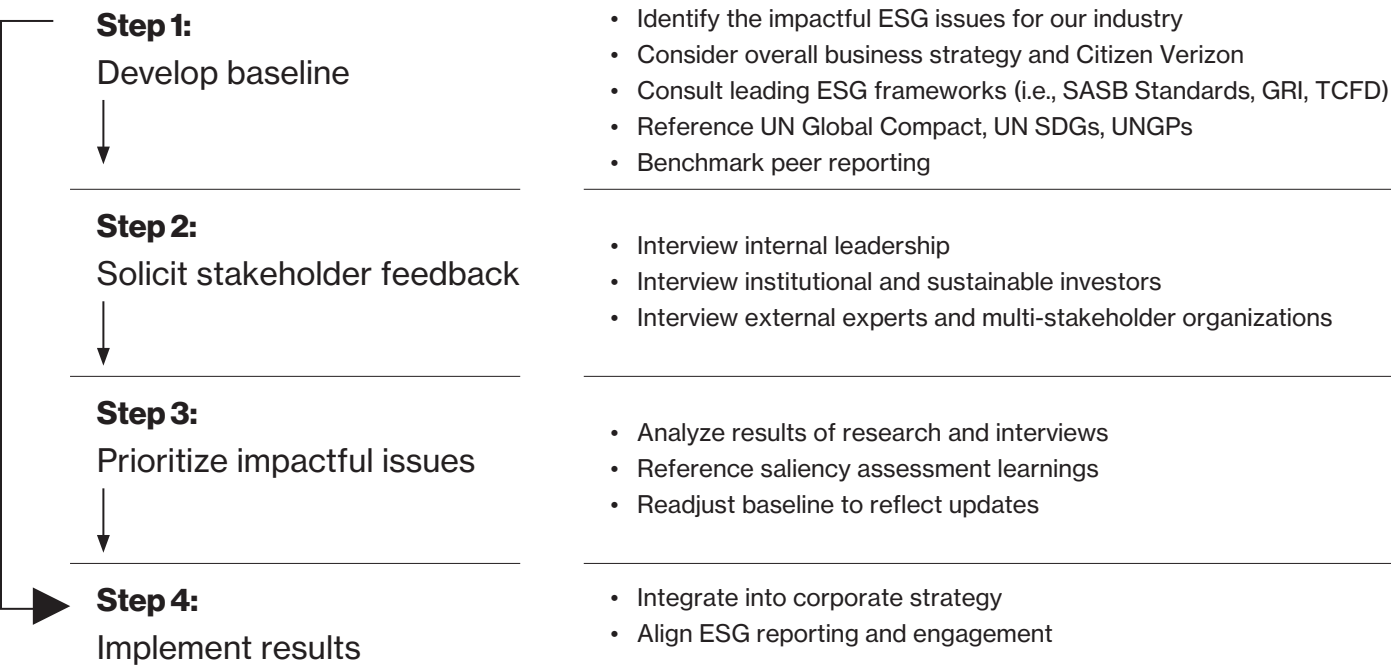 Step 1:
Develop baseline
• Identify the impactful ESG issues for our industry
• Consider overall business strategy and Citizen Verizon
• Consult leading ESG frameworks (i.e., SASB Standards, GRI, TCFD)
• Reference UN Global Compact, UN SDGs, UNGPs
• Benchmark peer reporting
Step 2:
Solicit stakeholder feedback
• Interview internal leadership
• Interview institutional and sustainable investors
• Interview external experts and multi-stakeholder organizations
Step 3:
Prioritize impactful issues
• Analyze results of research and interviews
• Reference saliency assessment learnings
• Readjust baseline to reflect updates
Step 4:
Implement results
• Integrate into corporate strategy
• Align ESG reporting and engagement